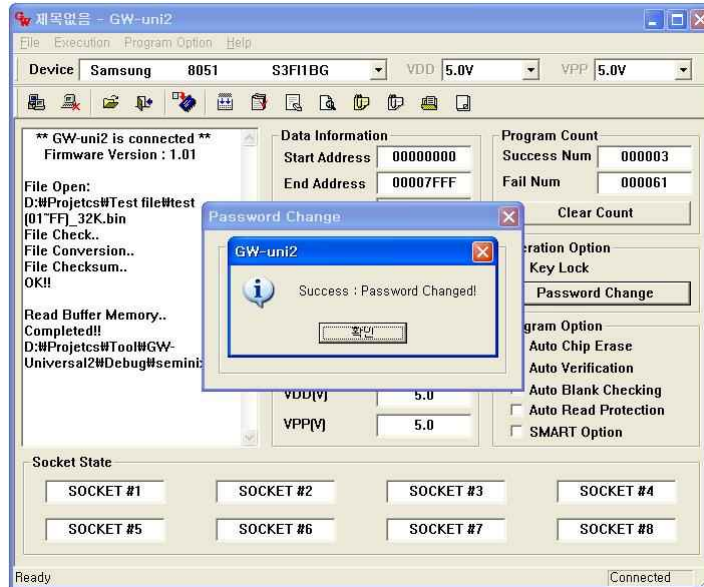 제목없음 - GW-uni2
File Execution Program Option Help
Device Samsung 8051 S3FI1BG VDD 5.0V VPP 5.0V
** GW-uni2 is connected **
Firmware Version : 1.01
File Open:
D:₩Projetcs₩Test file₩test
(01~FF)_32K.bin
File Check..
File Conversion..
File Checksum..
OK!!
Read Buffer Memory..
Completed!!
D:₩Projetcs₩Tool₩GW-
Universal2₩Debug₩semini:
Data Information
Start Address 00000000
End Address 00007FFF
Password Change
GW-uni2
Success : Password Changed!
확인
VDD(V) 5.0
VPP(V) 5.0
Program Count
Success Num 000003
Fail Num 000061
Clear Count
eration Option
Key Lock
Password Change
gram Option
Auto Chip Erase
Auto Verification
Auto Blank Checking
Auto Read Protection
SMART Option
Socket State
SOCKET #1 SOCKET #2 SOCKET #3 SOCKET #4
SOCKET #5 SOCKET #6 SOCKET #7 SOCKET #8
Ready Connected